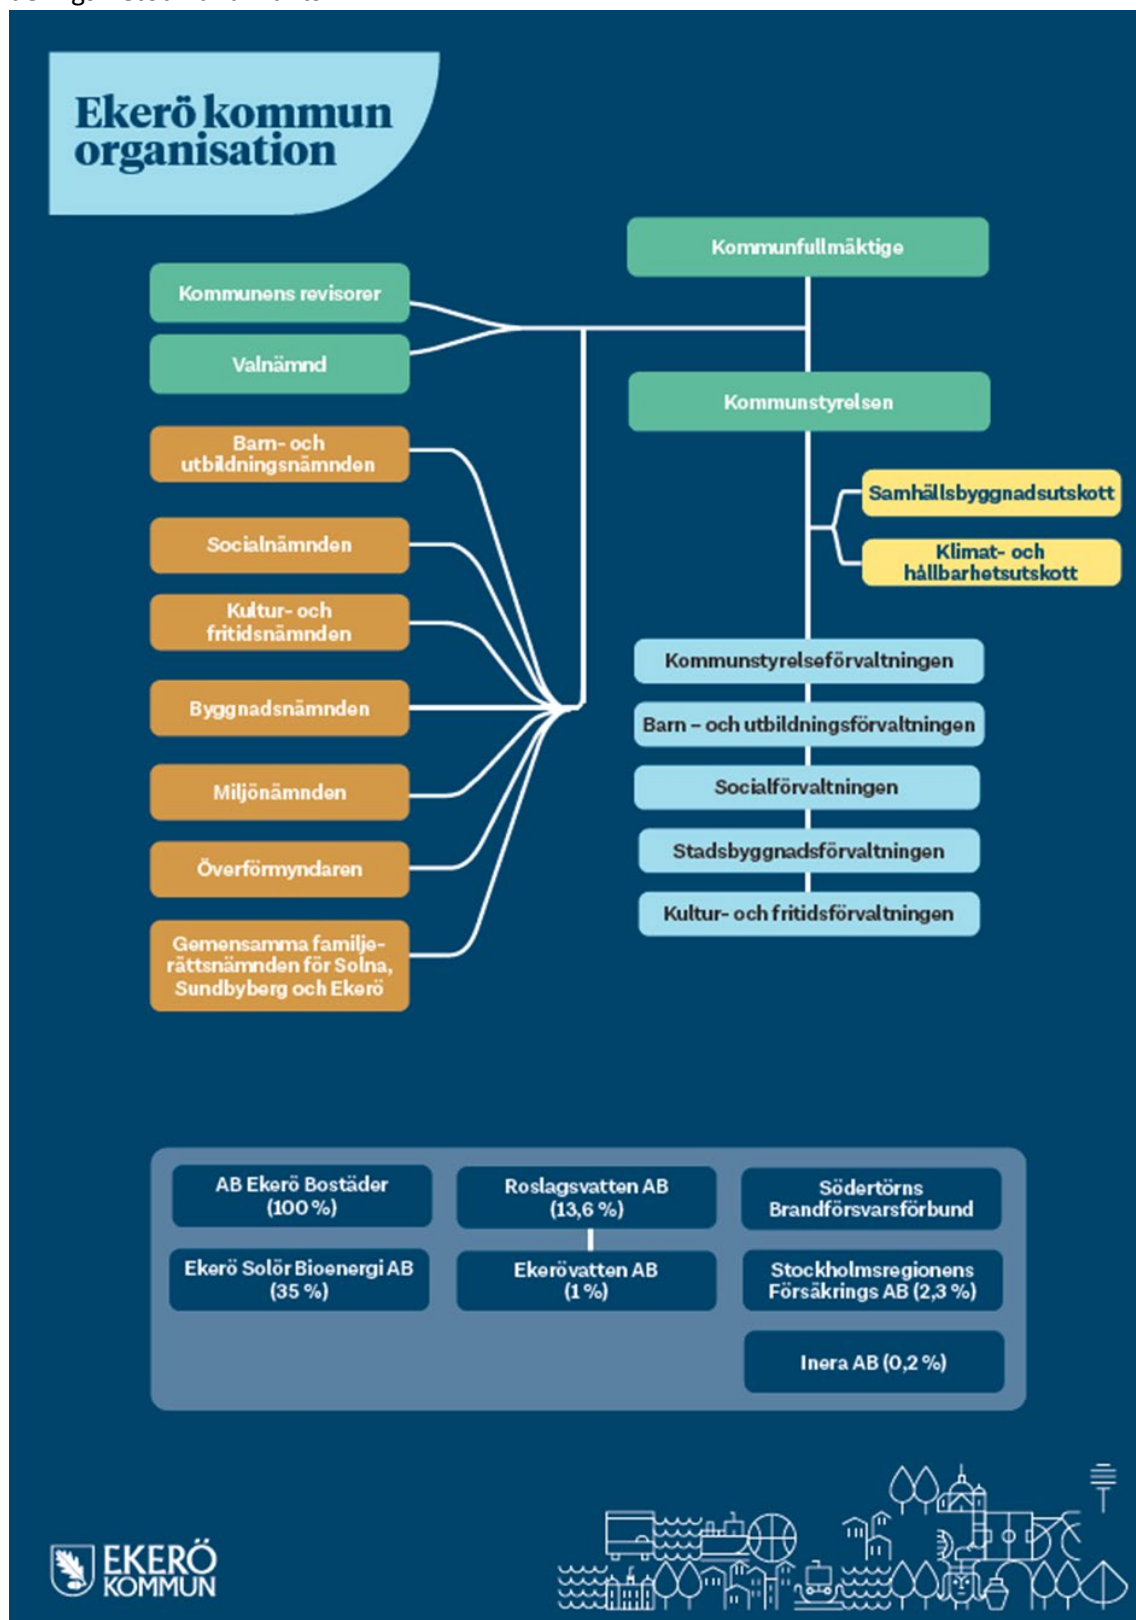 Ekerö kommun
organisation
Kommunfullmäktige
Kommunens revisorer
Valnämnd
Kommunstyrelsen
Barn- och
utbildningsnämnden
Socialnämnden
Kultur- och
fritidsnämnden
Byggnadsnämnden
Miljönämnden
Överförmyndaren
Gemensamma familje-
rättsnämnden för Solna,
Sundbyberg och Ekerö
Samhällsbyggnadsutskott
Klimat- och
hållbarhetsutskott
Kommunstyrelseförvaltningen
Barn – och utbildningsförvaltningen
Socialförvaltningen
Stadsbyggnadsförvaltningen
Kultur- och fritidsförvaltningen
AB Ekerö Bostäder
(100 %)
Roslagsvatten AB
(13,6 %)
Södertörns
Brandförsvarsförbund
Ekerö Solör Bioenergi AB
(35 %)
Ekerövatten AB
(1 %)
Stockholmsregionens
Försäkrings AB (2,3 %)
Inera AB (0,2 %)
EKERÖ
KOMMUN